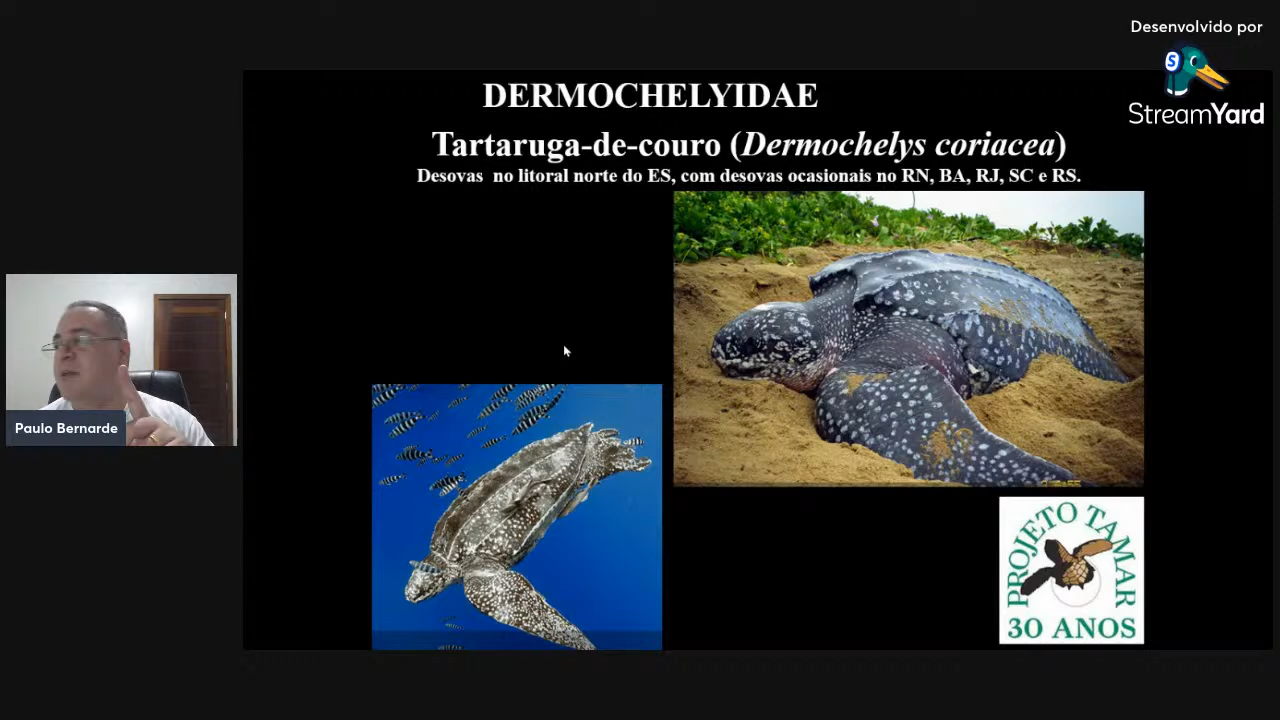 Desenvolvido por
StreamYard
DERMOCHELYIDAE
Tartaruga-de-couro (Dermochelys coriacea)
Desovas no litoral norte do ES, com desovas ocasionais no RN, BA, RJ, SC e RS.
Paulo Bernarde
PROJETO TAMAR
30 ANOS